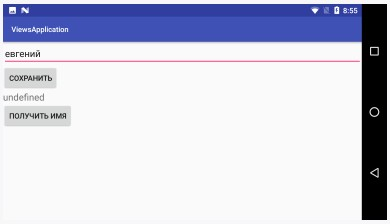 8:55
ViewsApplication
евгений
СОХРАНИТЬ
undefined
ПОЛУЧИТЬ ИМЯ